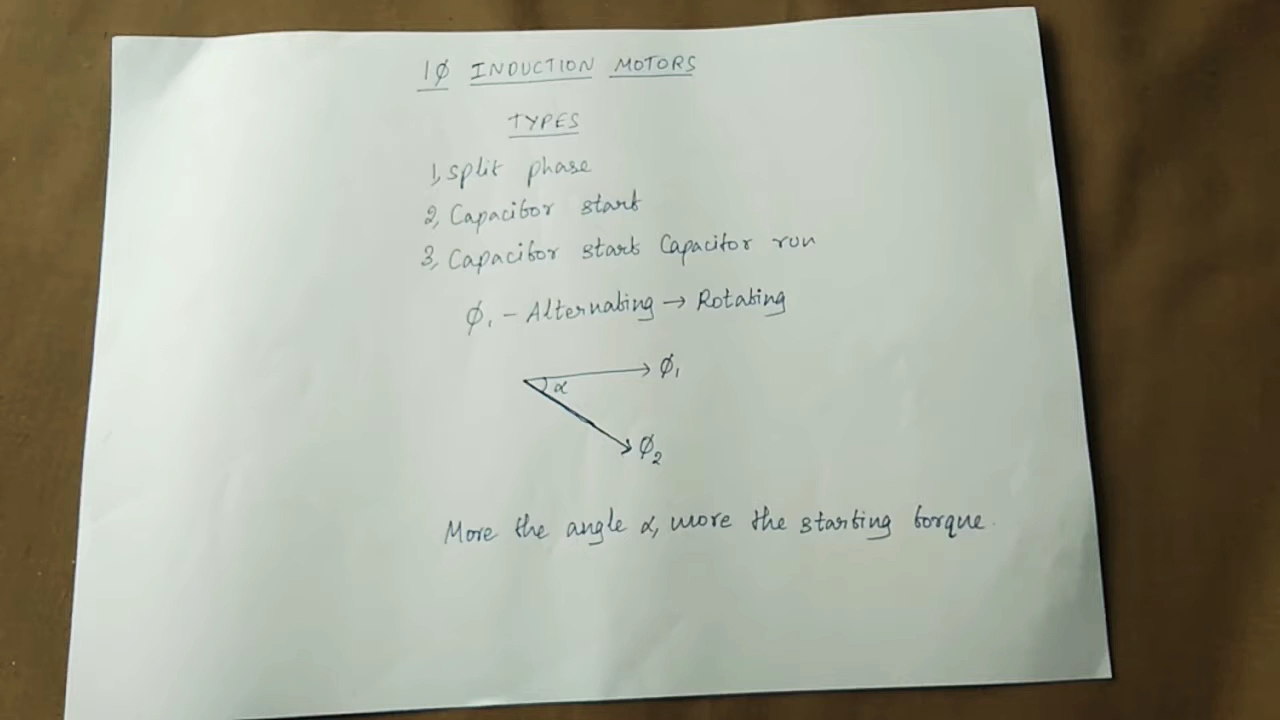 1ϕ INDUCTION MOTORS
TYPES
1, split phase
2, Capacitor start
3, Capacitor start Capacitor run
ϕ₁ - Alternating → Rotating
ϕ₁
α
ϕ₂
More the angle α, more the starting torque.